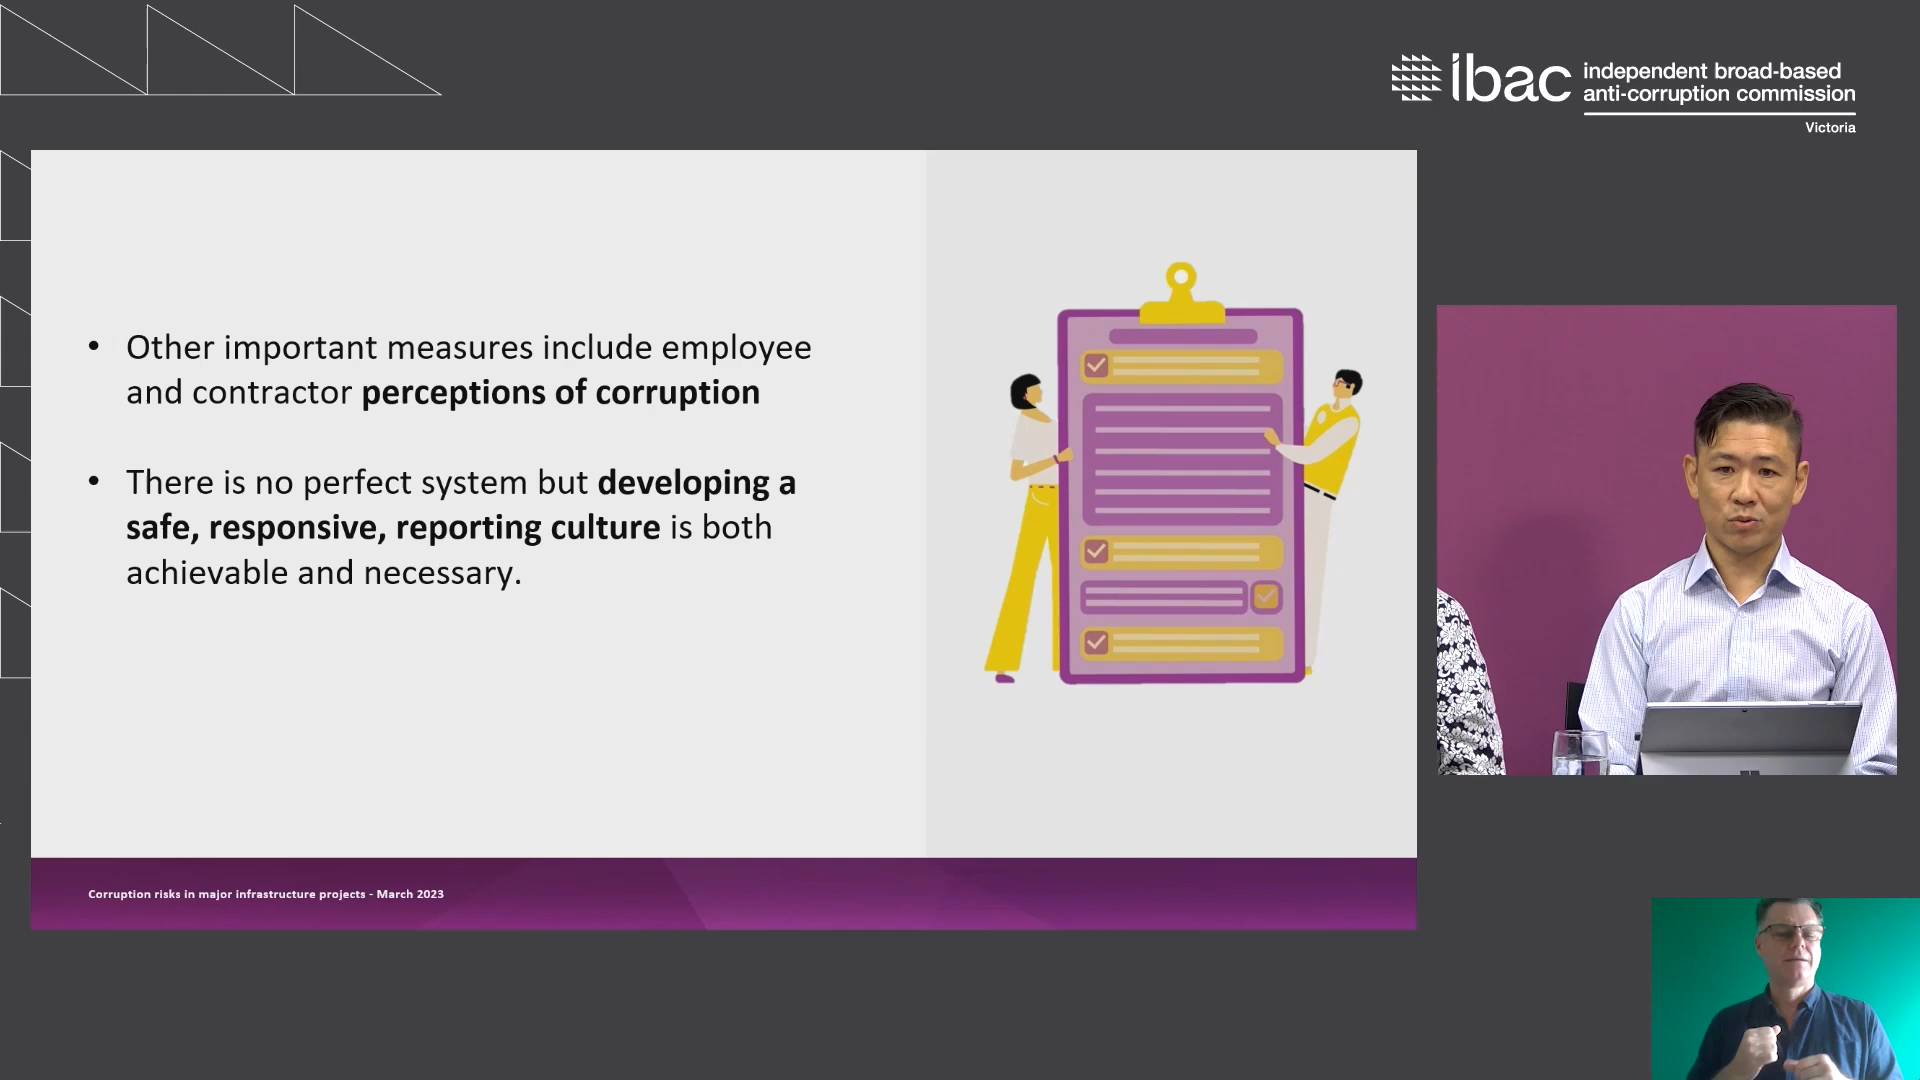 ibac independent broad-based
anti-corruption commission
Victoria
• Other important measures include employee
and contractor perceptions of corruption
• There is no perfect system but developing a
safe, responsive, reporting culture is both
achievable and necessary.
Corruption risks in major infrastructure projects - March 2023